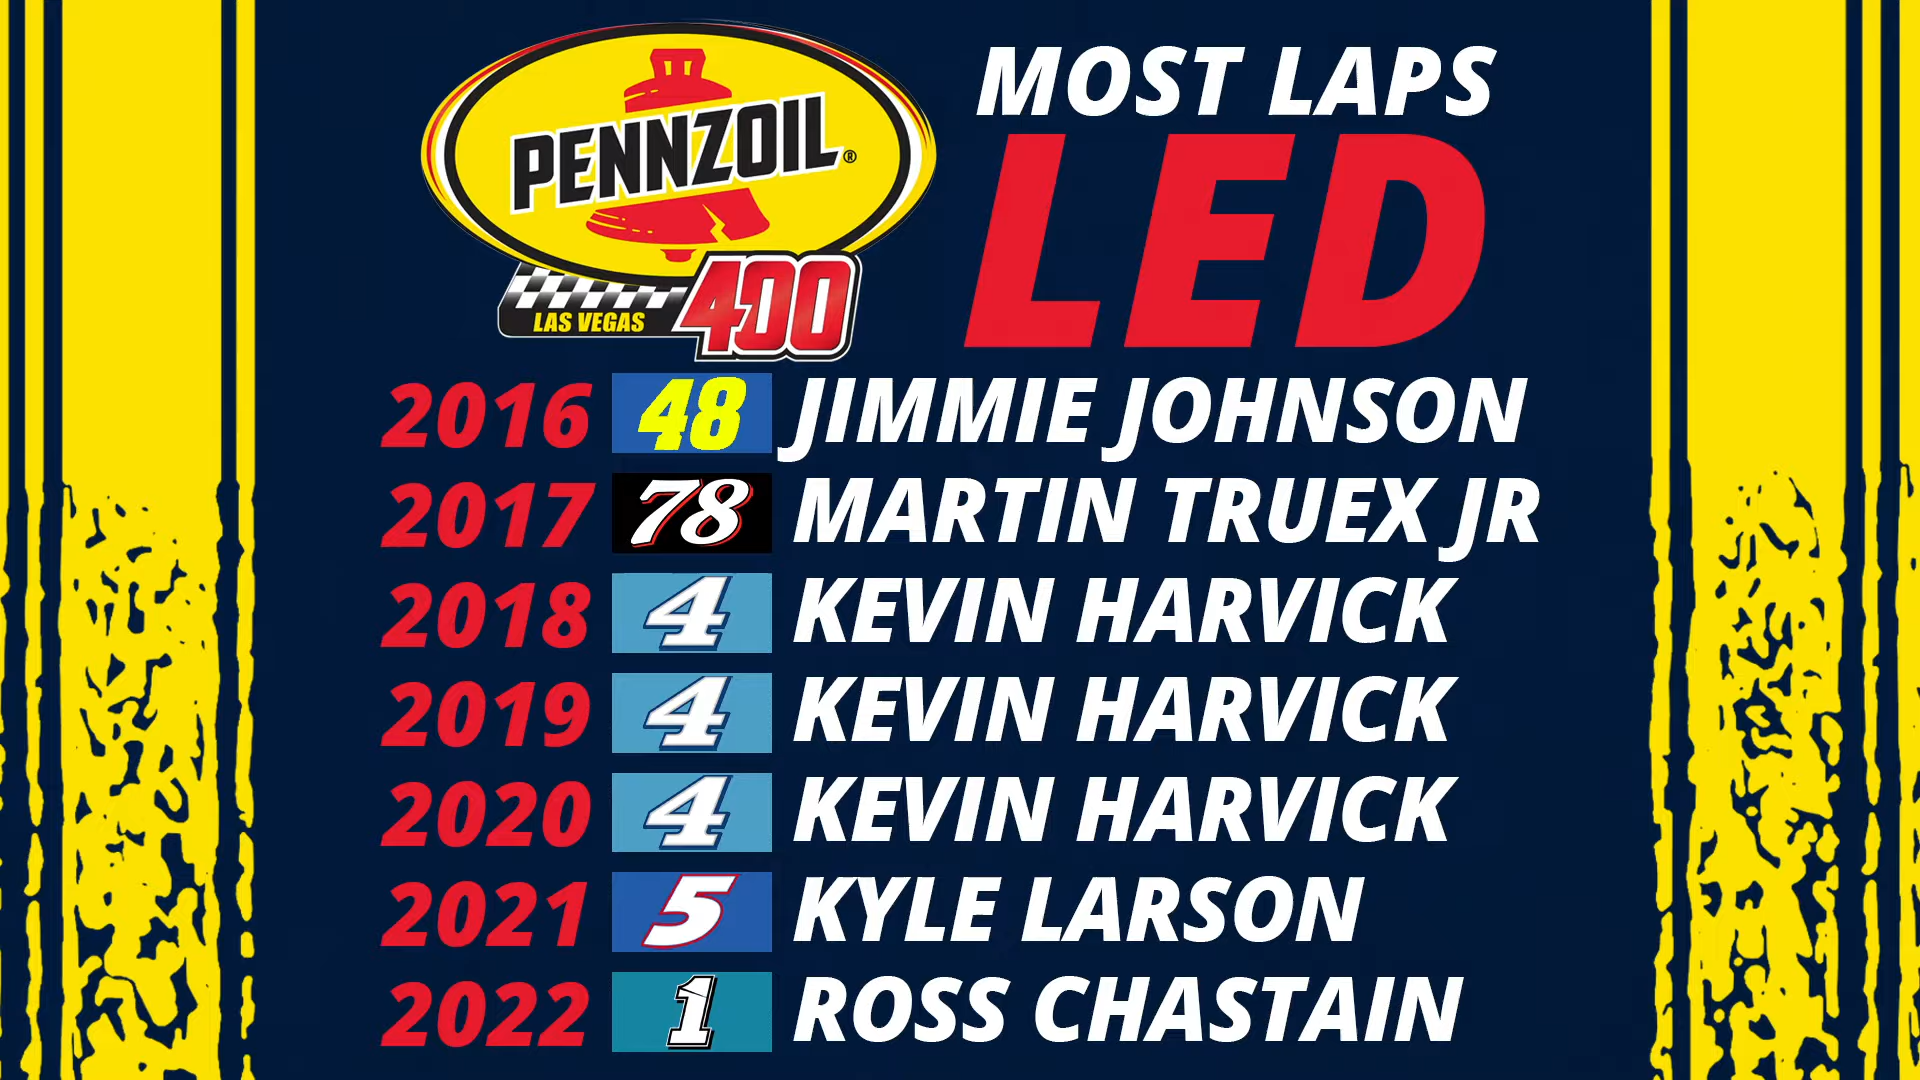 PENNZOIL®
LAS VEGAS 400
MOST LAPS
LED
2016 48 JIMMIE JOHNSON
2017 78 MARTIN TRUEX JR
2018 4 KEVIN HARVICK
2019 4 KEVIN HARVICK
2020 4 KEVIN HARVICK
2021 5 KYLE LARSON
2022 1 ROSS CHASTAIN